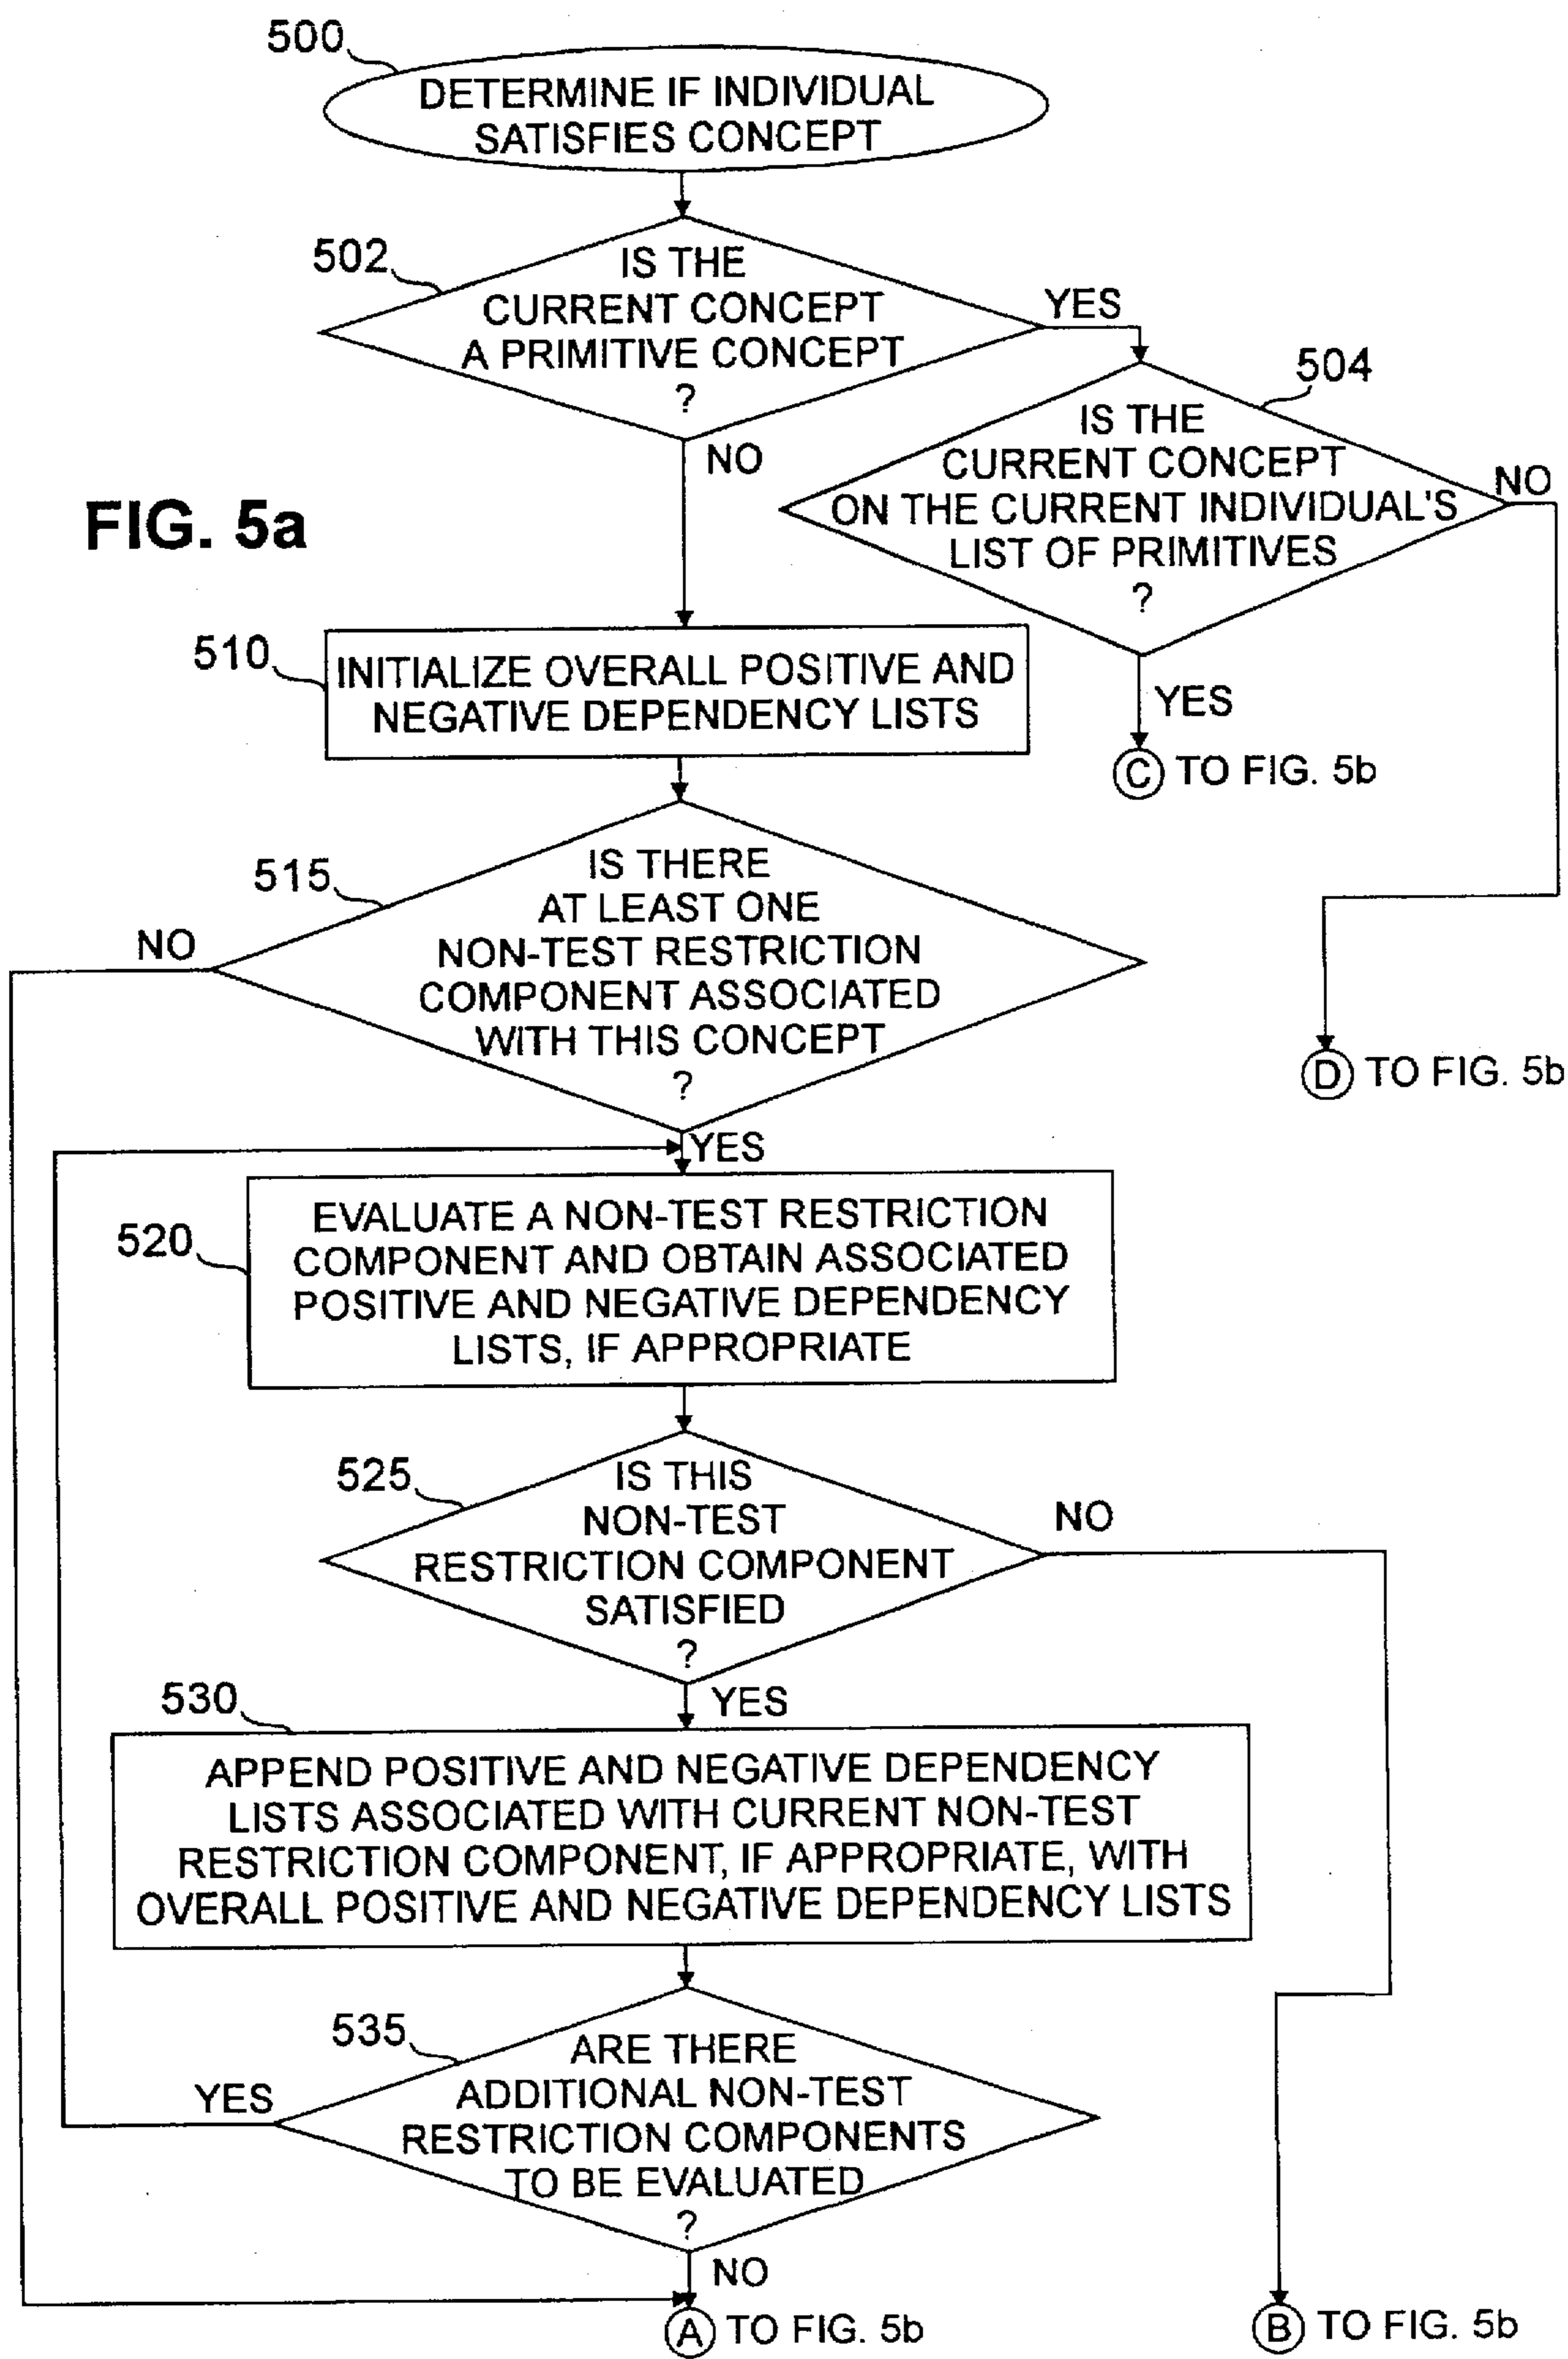 500
DETERMINE IF INDIVIDUAL
SATISFIES CONCEPT
502
IS THE
CURRENT CONCEPT
A PRIMITIVE CONCEPT
?
YES
NO
504
IS THE
CURRENT CONCEPT
ON THE CURRENT INDIVIDUAL'S
LIST OF PRIMITIVES
?
NO
YES
C TO FIG. 5b
D TO FIG. 5b
FIG. 5a
510
INITIALIZE OVERALL POSITIVE AND
NEGATIVE DEPENDENCY LISTS
515
IS THERE
AT LEAST ONE
NON-TEST RESTRICTION
COMPONENT ASSOCIATED
WITH THIS CONCEPT
?
NO
YES
520
EVALUATE A NON-TEST RESTRICTION
COMPONENT AND OBTAIN ASSOCIATED
POSITIVE AND NEGATIVE DEPENDENCY
LISTS, IF APPROPRIATE
525
IS THIS
NON-TEST
RESTRICTION COMPONENT
SATISFIED
?
NO
YES
530
APPEND POSITIVE AND NEGATIVE DEPENDENCY
LISTS ASSOCIATED WITH CURRENT NON-TEST
RESTRICTION COMPONENT, IF APPROPRIATE, WITH
OVERALL POSITIVE AND NEGATIVE DEPENDENCY LISTS
535
ARE THERE
ADDITIONAL NON-TEST
RESTRICTION COMPONENTS
TO BE EVALUATED
?
YES
NO
A TO FIG. 5b
B TO FIG. 5b